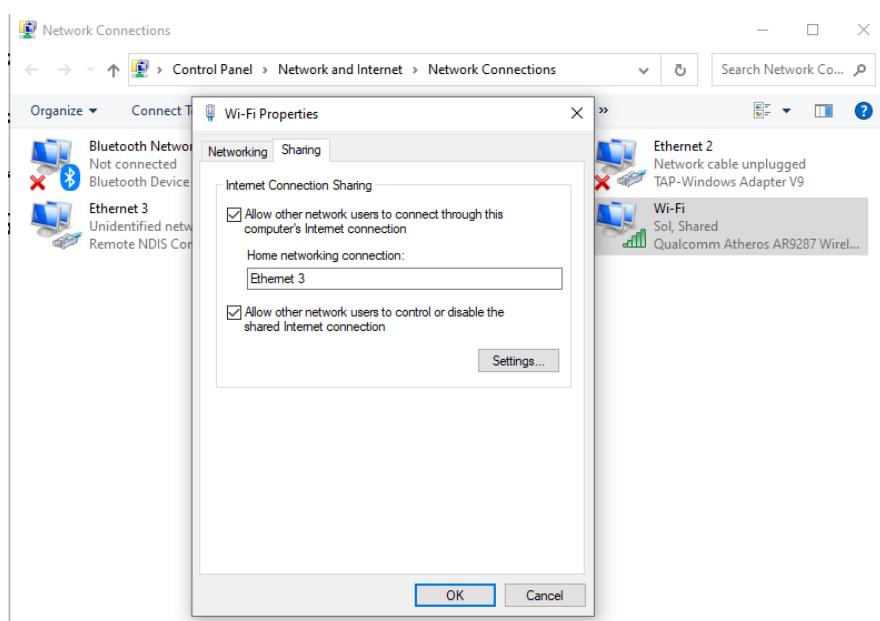 Network Connections
Control Panel > Network and Internet > Network Connections
Search Network Co...
Organize
Connect T
»
Wi-Fi Properties
Networking
Sharing
Internet Connection Sharing
Allow other network users to connect through this
computer's Internet connection
Home networking connection:
Ethernet 3
Allow other network users to control or disable the
shared Internet connection
Settings...
OK
Cancel
Bluetooth Networ
Not connected
Bluetooth Device
Ethernet 3
Unidentified netw
Remote NDIS Con
Ethernet 2
Network cable unplugged
TAP-Windows Adapter V9
Wi-Fi
Sol, Shared
Qualcomm Atheros AR9287 Wirel...